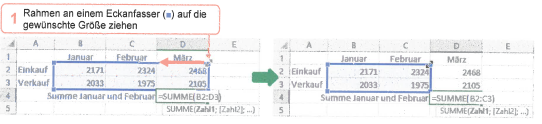 1 Rahmen an einem Eckanfasser (■) auf die
gewünschte Größe ziehen
A B C D E
1 Januar Februar März
2 Einkauf 2171 2324 2468
3 Verkauf 2033 1975 2105
4 Summe Januar und Februar =SUMME(B2:D3)
5 SUMME(Zahl1; [Zahl2]; ...)
A B C D E
1 Januar Februar März
2 Einkauf 2171 2324 2468
3 Verkauf 2033 1975 2105
4 Summe Januar und Februar =SUMME(B2:C3)
5 SUMME(Zahl1; [Zahl2]; ...)